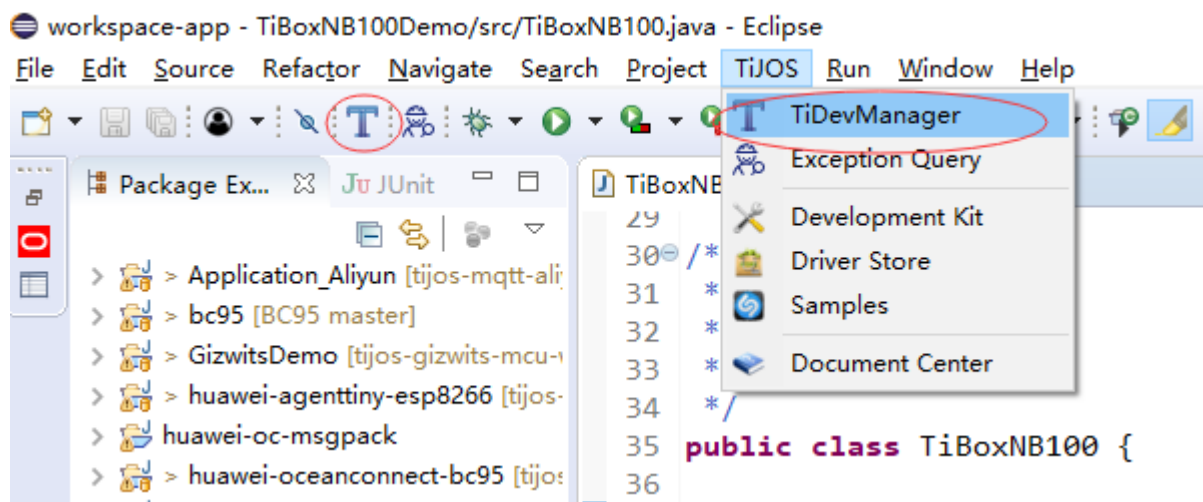 workspace-app - TiBoxNB100Demo/src/TiBoxNB100.java - Eclipse
File Edit Source Refactor Navigate Search Project TiJOS Run Window Help
TiDevManager
Exception Query
Development Kit
Driver Store
Samples
Document Center
Package Ex... JUnit
> Application_Aliyun [tijos-mqtt-ali
> bc95 [BC95 master]
> GizwitsDemo [tijos-gizwits-mcu-
> huawei-agenttiny-esp8266 [tijos-
huawei-oc-msgpack
> huawei-oceanconnect-bc95 [tijos
TiBoxNB
29
30 /*
31 *
32 *
33 *
34 */
35 public class TiBoxNB100 {
36